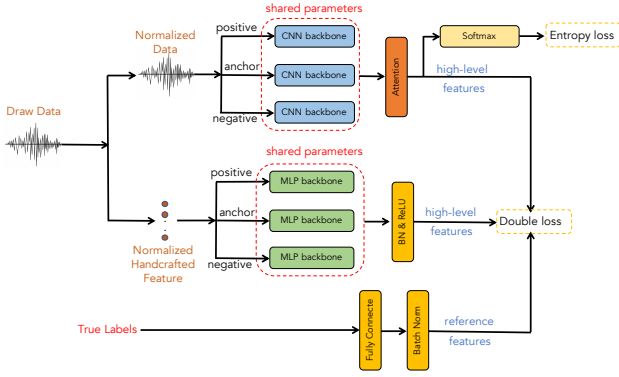 shared parameters
positive
CNN backbone
Softmax
Entropy loss
Normalized
Data
anchor
CNN backbone
Attention
high-level
features
negative
CNN backbone
Draw Data
shared parameters
positive
MLP backbone
anchor
MLP backbone
BN & ReLU
high-level
features
Double loss
negative
MLP backbone
Normalized
Handcrafted
Feature
True Labels
Fully Connecte
Batch Norm
reference
features